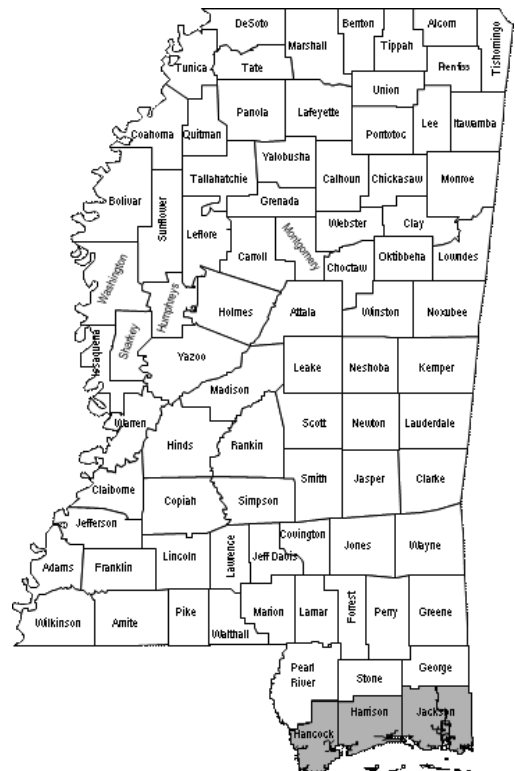 DeSoto
Marshall
Benton
Tippah
Alcorn
Tishomingo
Prentiss
Tunica
Tate
Union
Panola
Lafeyette
Pontotoc
Lee
Itawamba
Coahoma
Quitman
Yalobusha
Tallahatchie
Calhoun
Chickasaw
Monroe
Bolivar
Sunflower
Grenada
Leflore
Webster
Clay
Carroll
Montgomery
Choctaw
Oktibbeha
Lowndes
Washington
Humphreys
Holmes
Attala
Winston
Noxubee
Issaquena
Sharkey
Yazoo
Leake
Neshoba
Kemper
Madison
Warren
Hinds
Rankin
Scott
Newton
Lauderdale
Claiborne
Copiah
Simpson
Smith
Jasper
Clarke
Jefferson
Lincoln
Lawrence
Jeff Davis
Covington
Jones
Wayne
Adams
Franklin
Wilkinson
Amite
Pike
Walthall
Marion
Lamar
Forrest
Perry
Greene
Pearl
River
Stone
George
Hancock
Harrison
Jackson